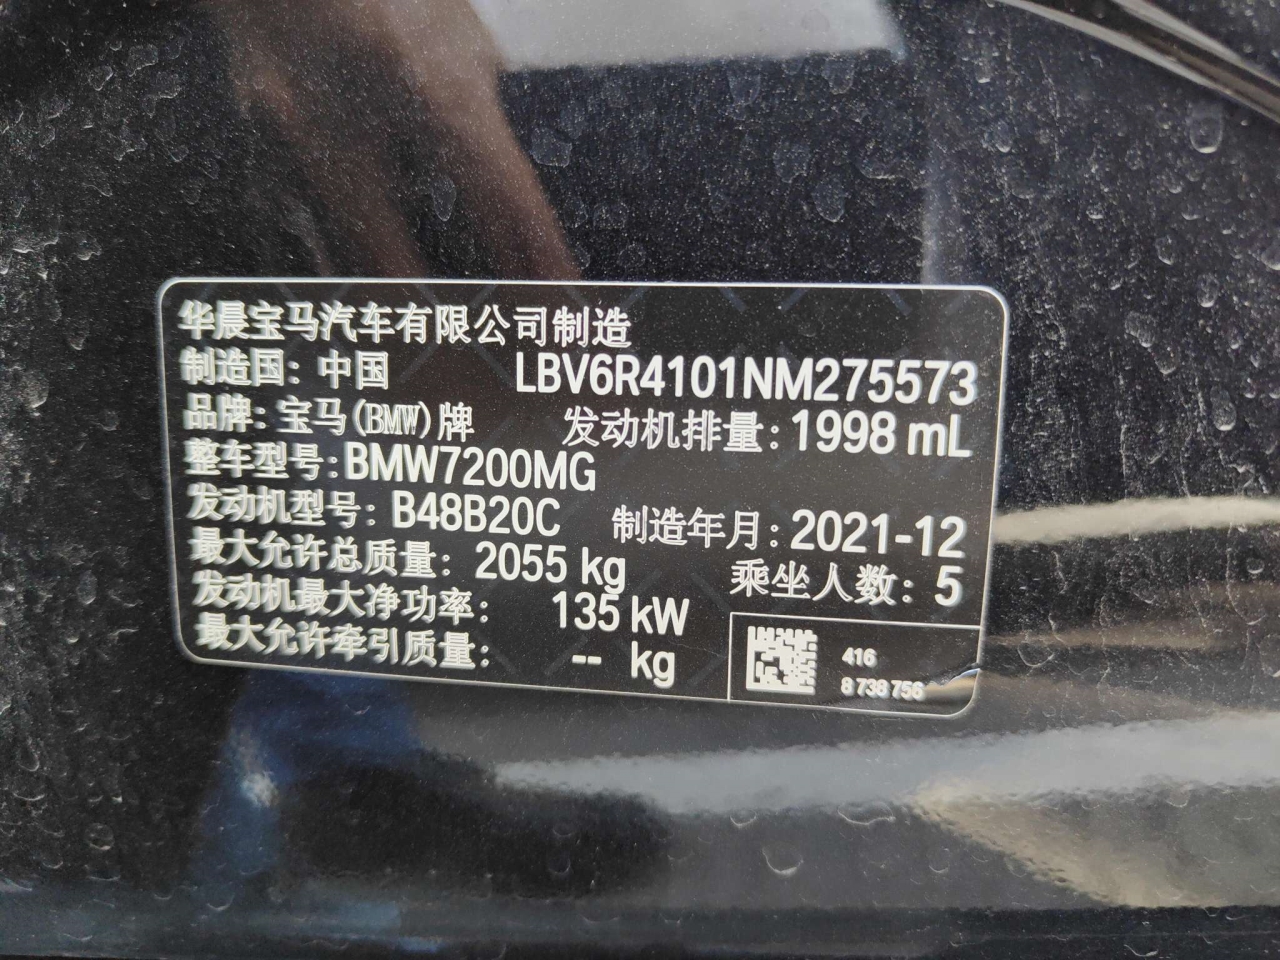 华晨宝马汽车有限公司制造
制造国: 中国 LBV6R4101NM275573
品牌: 宝马(BMW)牌 发动机排量: 1998 mL
整车型号: BMW7200MG
发动机型号: B48B20C 制造年月: 2021-12
最大允许总质量: 2055 kg 乘坐人数: 5
发动机最大净功率: 135 kW
最大允许牵引质量: -- kg
416
8 738 756